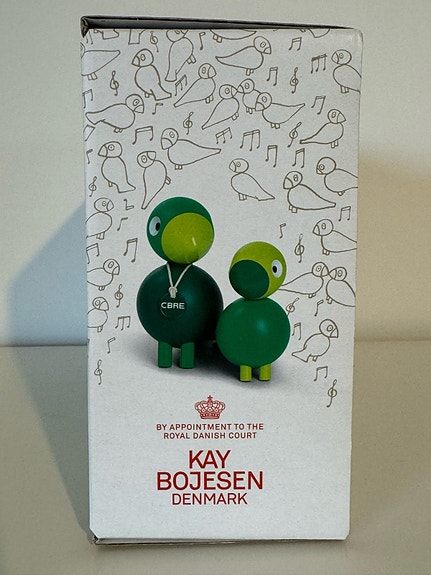 CBRE
BY APPOINTMENT TO THE
ROYAL DANISH COURT
KAY
BOJESEN
DENMARK